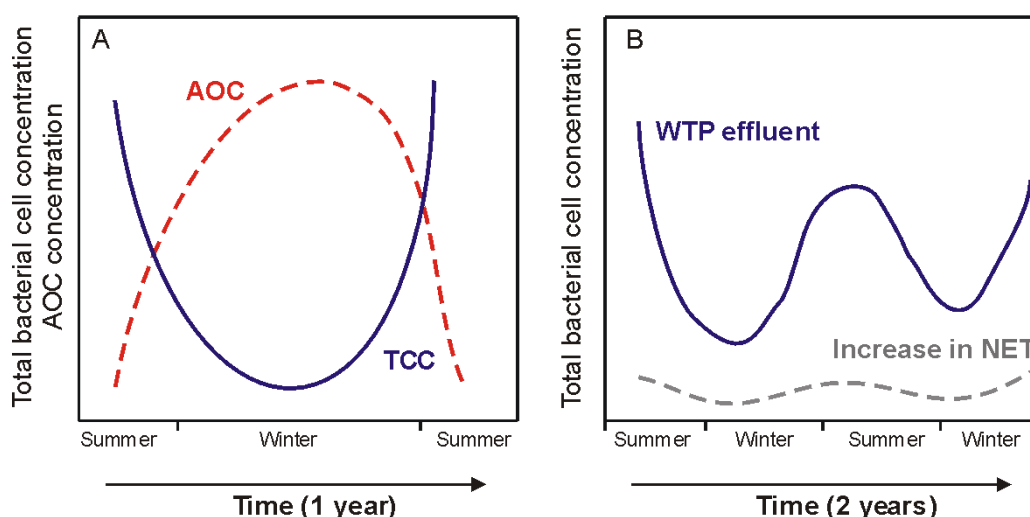 A
AOC
TCC
Total bacterial cell concentration
AOC concentration
Summer
Winter
Summer
Time (1 year)
B
WTP effluent
Increase in NET
Total bacterial cell concentration
Summer
Winter
Summer
Winter
Time (2 years)